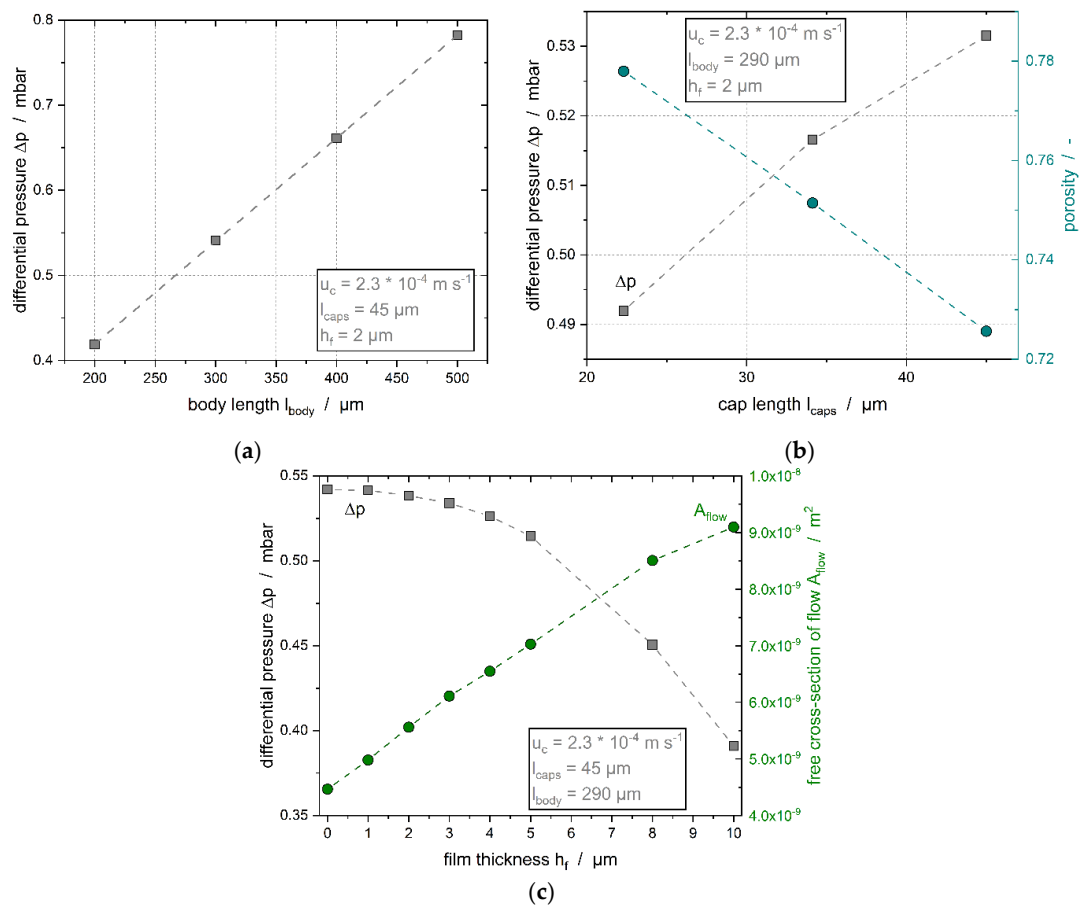 0.8
0.7
0.6
0.5
0.4
differential pressure Δp / mbar
200 250 300 350 400 450 500
body length l_body / µm
u_c = 2.3 * 10^-4 m s^-1
l_caps = 45 µm
h_f = 2 µm
(a)
0.53
0.52
0.51
0.50
0.49
differential pressure Δp / mbar
u_c = 2.3 * 10^-4 m s^-1
l_body = 290 µm
h_f = 2 µm
Δp
0.78
0.76
0.74
0.72
porosity / -
20 30 40
cap length l_caps / µm
(b)
0.55
0.50
0.45
0.40
0.35
differential pressure Δp / mbar
Δp
A_flow
u_c = 2.3 * 10^-4 m s^-1
l_caps = 45 µm
l_body = 290 µm
1.0x10^-8
9.0x10^-9
8.0x10^-9
7.0x10^-9
6.0x10^-9
5.0x10^-9
4.0x10^-9
free cross-section of flow A_flow / m^2
0 1 2 3 4 5 6 7 8 9 10
film thickness h_f / µm
(c)